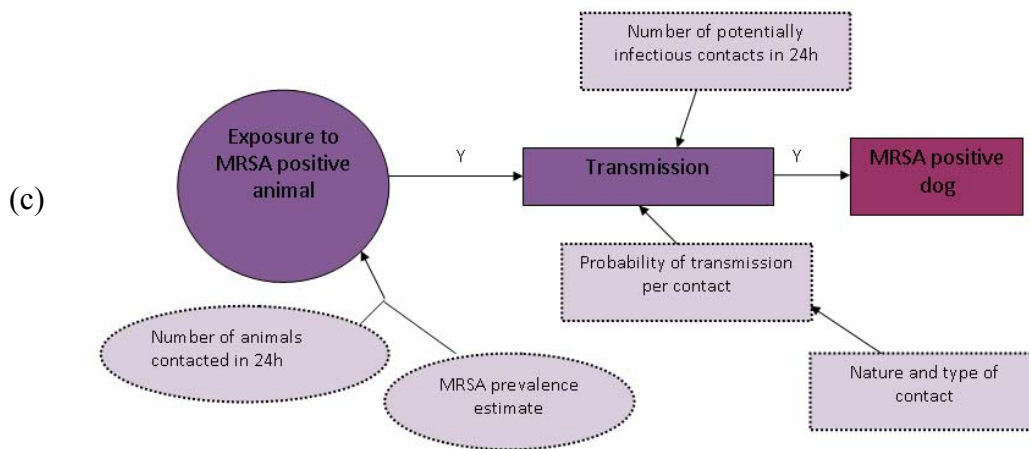 Number of potentially
infectious contacts in 24h
Exposure to
MRSA positive
animal
Y
Transmission
Y
MRSA positive
dog
(c)
Probability of transmission
per contact
Number of animals
contacted in 24h
MRSA prevalence
estimate
Nature and type of
contact